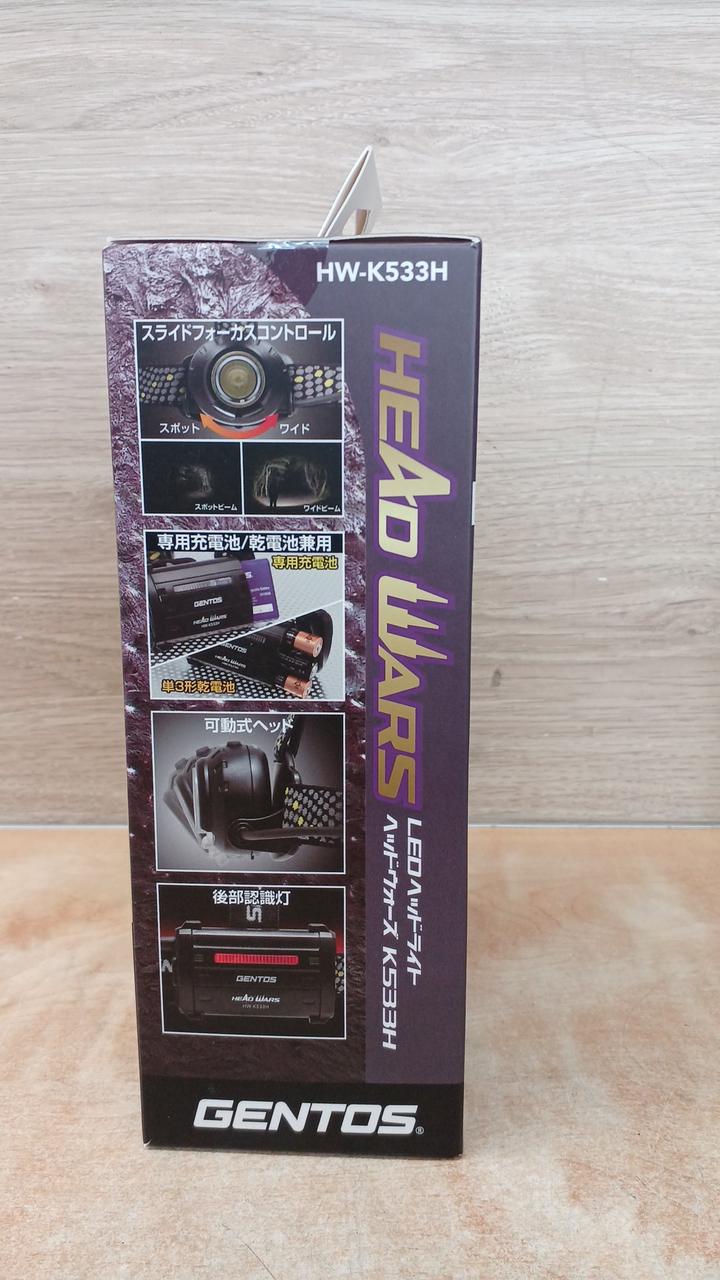 HW-K533H
スライドフォーカスコントロール
スポット
ワイド
スポットビーム
ワイドビーム
専用充電池/乾電池兼用
専用充電池
GENTOS
HEAD WARS
HW-K533H
GENTOS
HEAD WARS
単3形乾電池
可動式ヘッド
後部認識灯
GENTOS
HEAD WARS
HW-K533H
HEAD WARS
LEDヘッドライト
ヘッドウォーズ K533H
GENTOS®